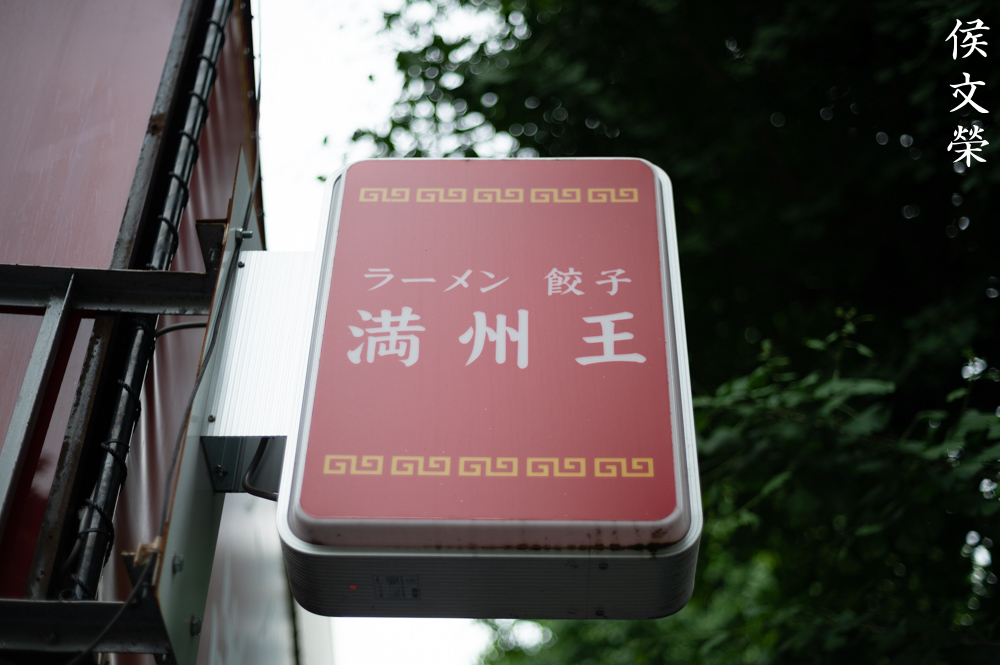 ラーメン 餃子
満州王
侯文榮